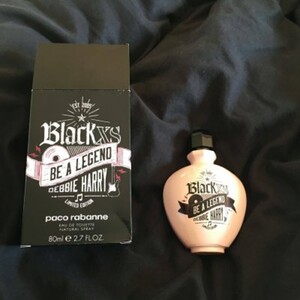 Black XS
BE A LEGEND
DEBBIE HARRY
LIMITED EDITION
paco rabanne
EAU DE TOILETTE
NATURAL SPRAY
80ml e 2.7 FL.OZ.
Black XS
BE A LEGEND
DEBBIE HARRY